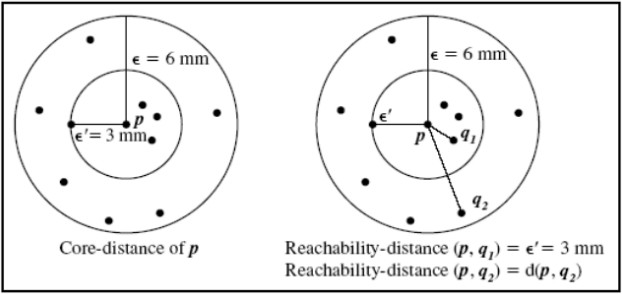 ϵ = 6 mm
p
ϵ′= 3 mm
Core-distance of p
ϵ = 6 mm
ϵ′
p
q₁
q₂
Reachability-distance (p, q₁) = ϵ′= 3 mm
Reachability-distance (p, q₂) = d(p, q₂)